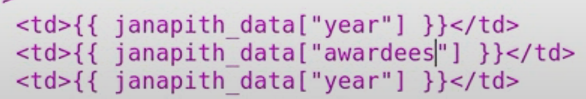 <td>{{ janapith_data["year"] }}</td>
<td>{{ janapith_data["awardees"] }}</td>
<td>{{ janapith_data["year"] }}</td>